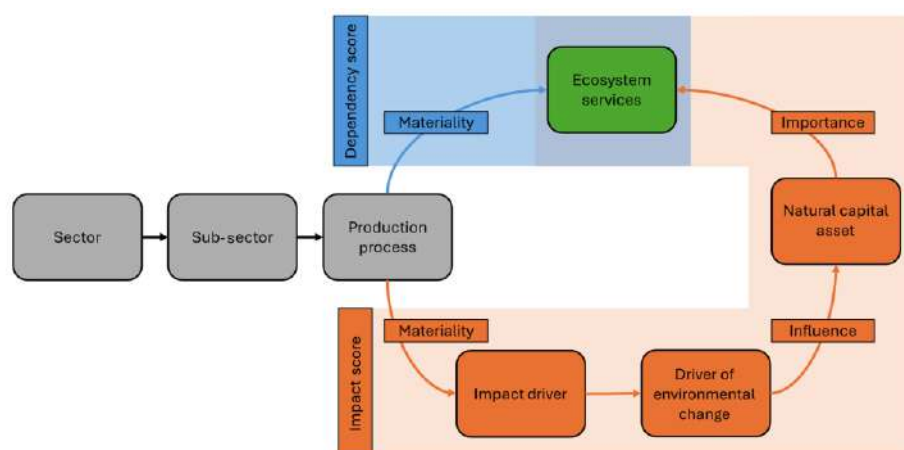 Dependency score
Ecosystem
services
Materiality
Importance
Sector
Sub-sector
Production
process
Natural capital
asset
Impact score
Materiality
Influence
Impact driver
Driver of
environmental
change